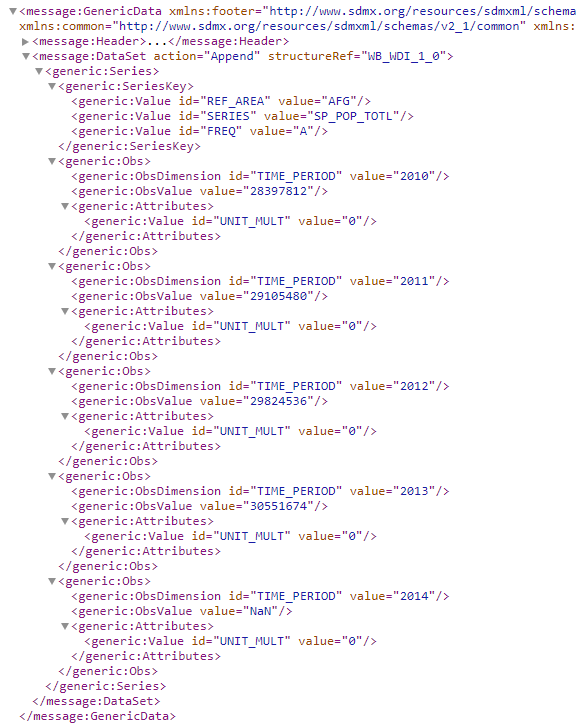 ▼<message:GenericData xmlns:footer="http://www.sdmx.org/resources/sdmxml/schema
xmlns:common="http://www.sdmx.org/resources/sdmxml/schemas/v2_1/common" xmlns:
▶<message:Header>...</message:Header>
▼<message:DataSet action="Append" structureRef="WB_WDI_1_0">
▼<generic:Series>
▼<generic:SeriesKey>
<generic:Value id="REF_AREA" value="AFG"/>
<generic:Value id="SERIES" value="SP_POP_TOTL"/>
<generic:Value id="FREQ" value="A"/>
</generic:SeriesKey>
▼<generic:Obs>
<generic:ObsDimension id="TIME_PERIOD" value="2010"/>
<generic:ObsValue value="28397812"/>
▼<generic:Attributes>
<generic:Value id="UNIT_MULT" value="0"/>
</generic:Attributes>
</generic:Obs>
▼<generic:Obs>
<generic:ObsDimension id="TIME_PERIOD" value="2011"/>
<generic:ObsValue value="29105480"/>
▼<generic:Attributes>
<generic:Value id="UNIT_MULT" value="0"/>
</generic:Attributes>
</generic:Obs>
▼<generic:Obs>
<generic:ObsDimension id="TIME_PERIOD" value="2012"/>
<generic:ObsValue value="29824536"/>
▼<generic:Attributes>
<generic:Value id="UNIT_MULT" value="0"/>
</generic:Attributes>
</generic:Obs>
▼<generic:Obs>
<generic:ObsDimension id="TIME_PERIOD" value="2013"/>
<generic:ObsValue value="30551674"/>
▼<generic:Attributes>
<generic:Value id="UNIT_MULT" value="0"/>
</generic:Attributes>
</generic:Obs>
▼<generic:Obs>
<generic:ObsDimension id="TIME_PERIOD" value="2014"/>
<generic:ObsValue value="NaN"/>
▼<generic:Attributes>
<generic:Value id="UNIT_MULT" value="0"/>
</generic:Attributes>
</generic:Obs>
</generic:Series>
</message:DataSet>
</message:GenericData>